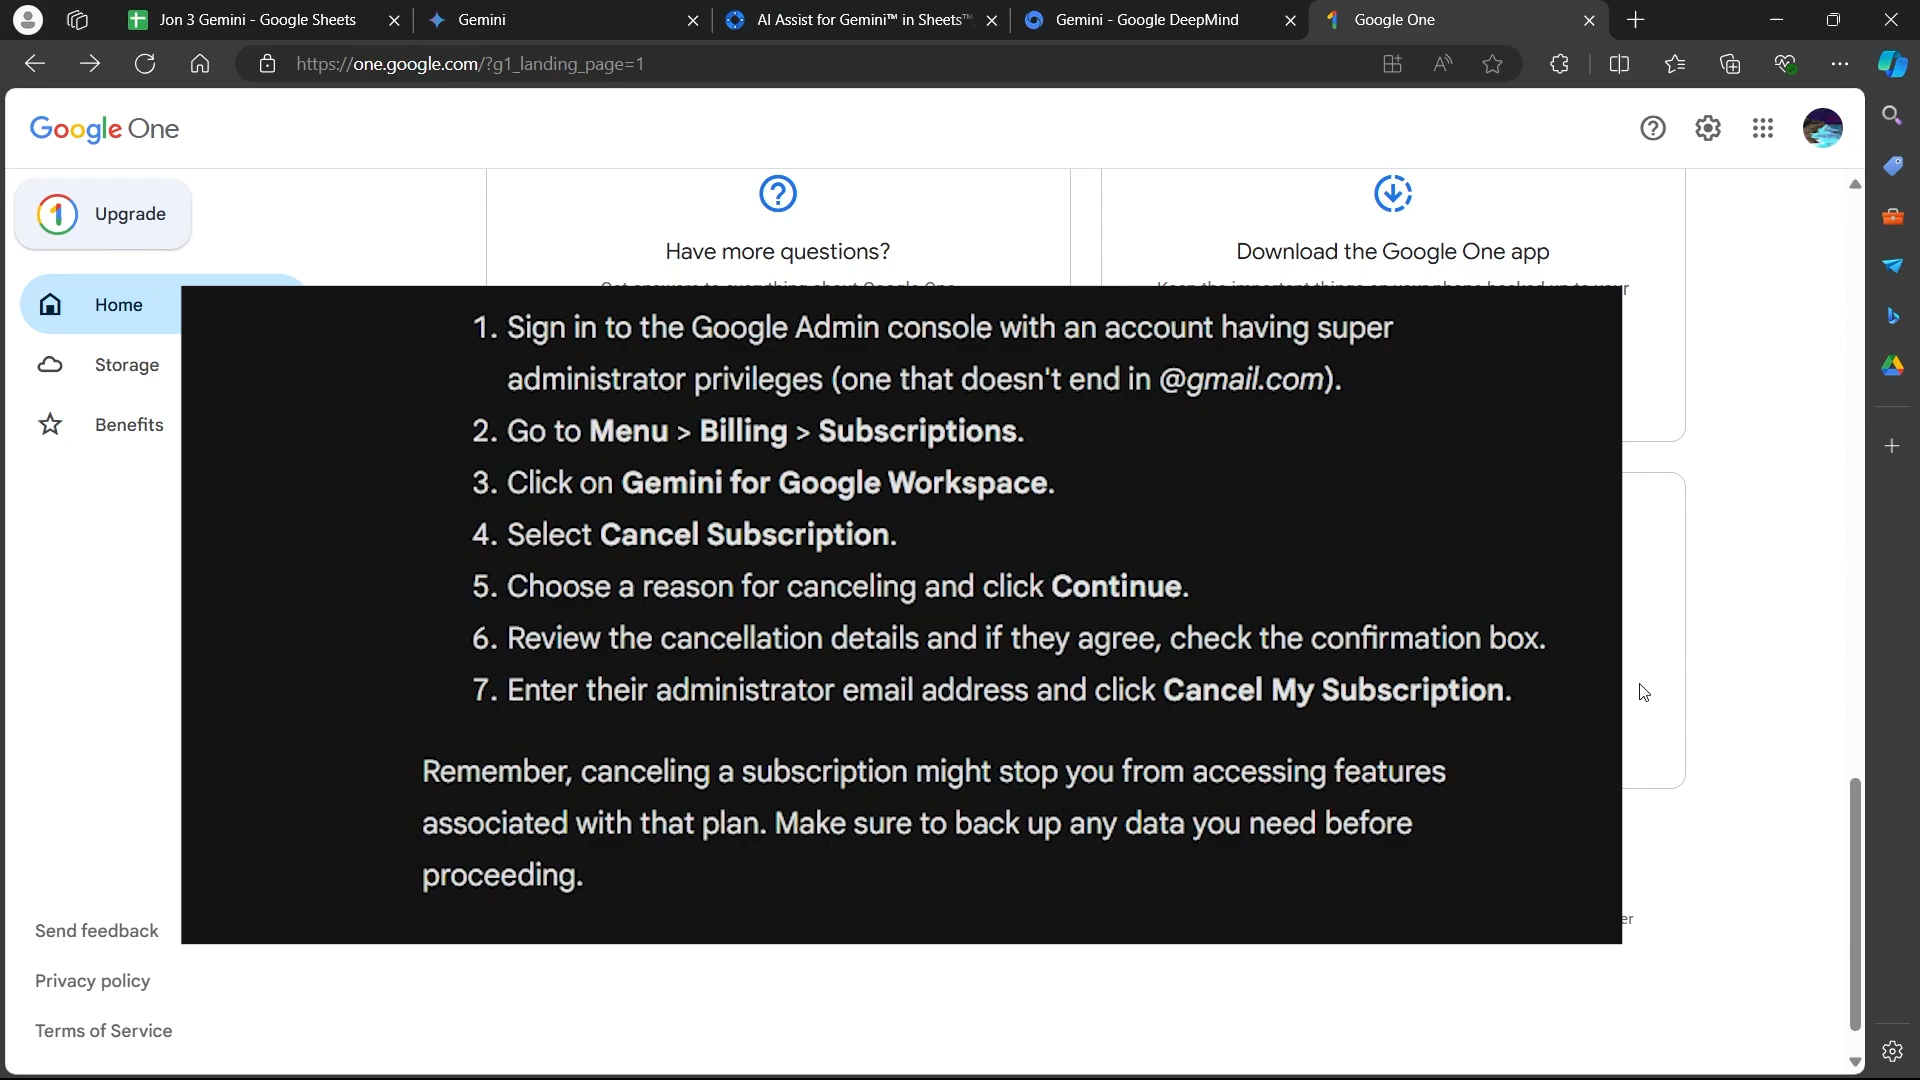 Jon 3 Gemini - Google Sheets
Gemini
AI Assist for Gemini™ in Sheets™
Gemini - Google DeepMind
Google One
https://one.google.com/?g1_landing_page=1
Google One
Upgrade
Home
Storage
Benefits
Have more questions?
Download the Google One app
1. Sign in to the Google Admin console with an account having super
administrator privileges (one that doesn't end in @gmail.com).
2. Go to Menu > Billing > Subscriptions.
3. Click on Gemini for Google Workspace.
4. Select Cancel Subscription.
5. Choose a reason for canceling and click Continue.
6. Review the cancellation details and if they agree, check the confirmation box.
7. Enter their administrator email address and click Cancel My Subscription.
Remember, canceling a subscription might stop you from accessing features
associated with that plan. Make sure to back up any data you need before
proceeding.
er
Send feedback
Privacy policy
Terms of Service